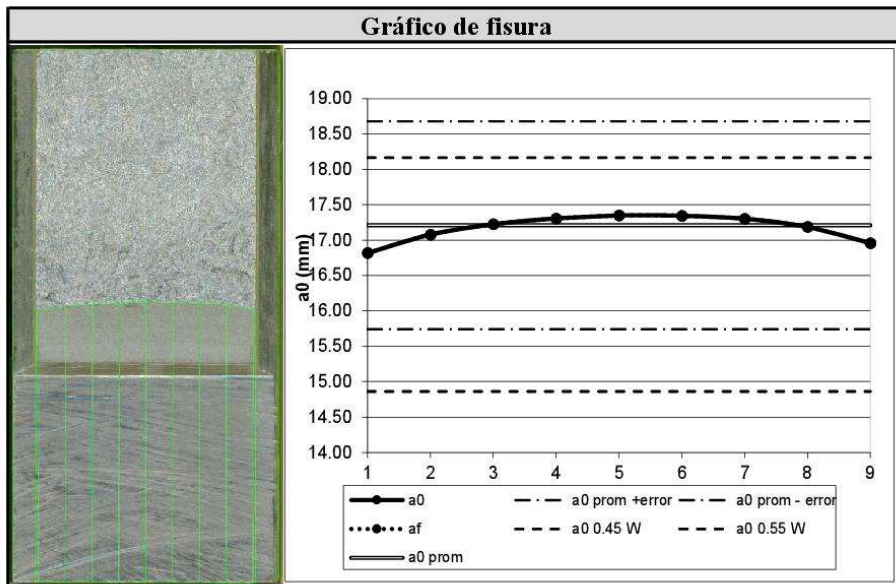 Gráfico de fisura
19.00
18.50
18.00
17.50
17.00
16.50
16.00
15.50
15.00
14.50
14.00
a0 (mm)
1 2 3 4 5 6 7 8 9
a0 a0 prom +error a0 prom - error
af a0 0.45 W a0 0.55 W
a0 prom